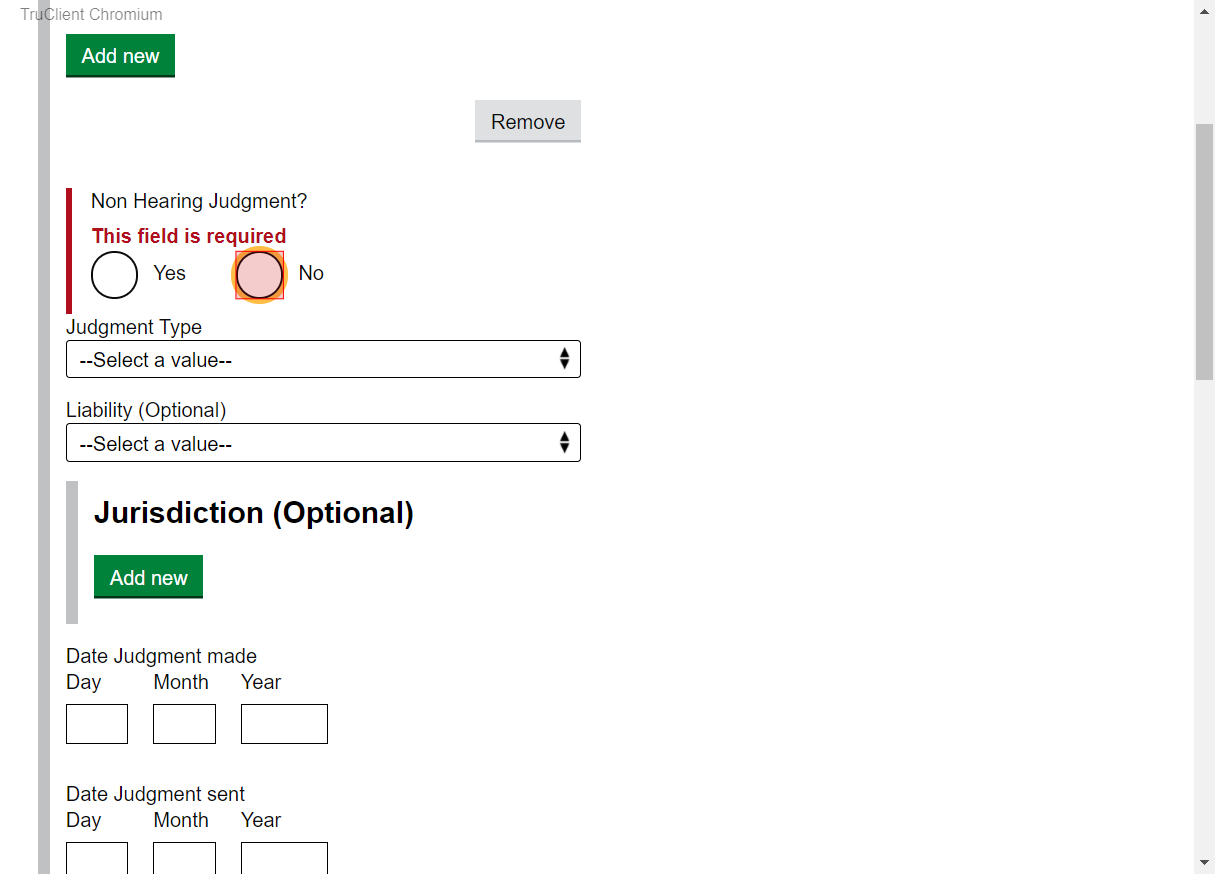 TruClient Chromium
Add new
Remove
Non Hearing Judgment?
This field is required
Yes No
Judgment Type
--Select a value--
Liability (Optional)
--Select a value--
Jurisdiction (Optional)
Add new
Date Judgment made
Day Month Year
Date Judgment sent
Day Month Year